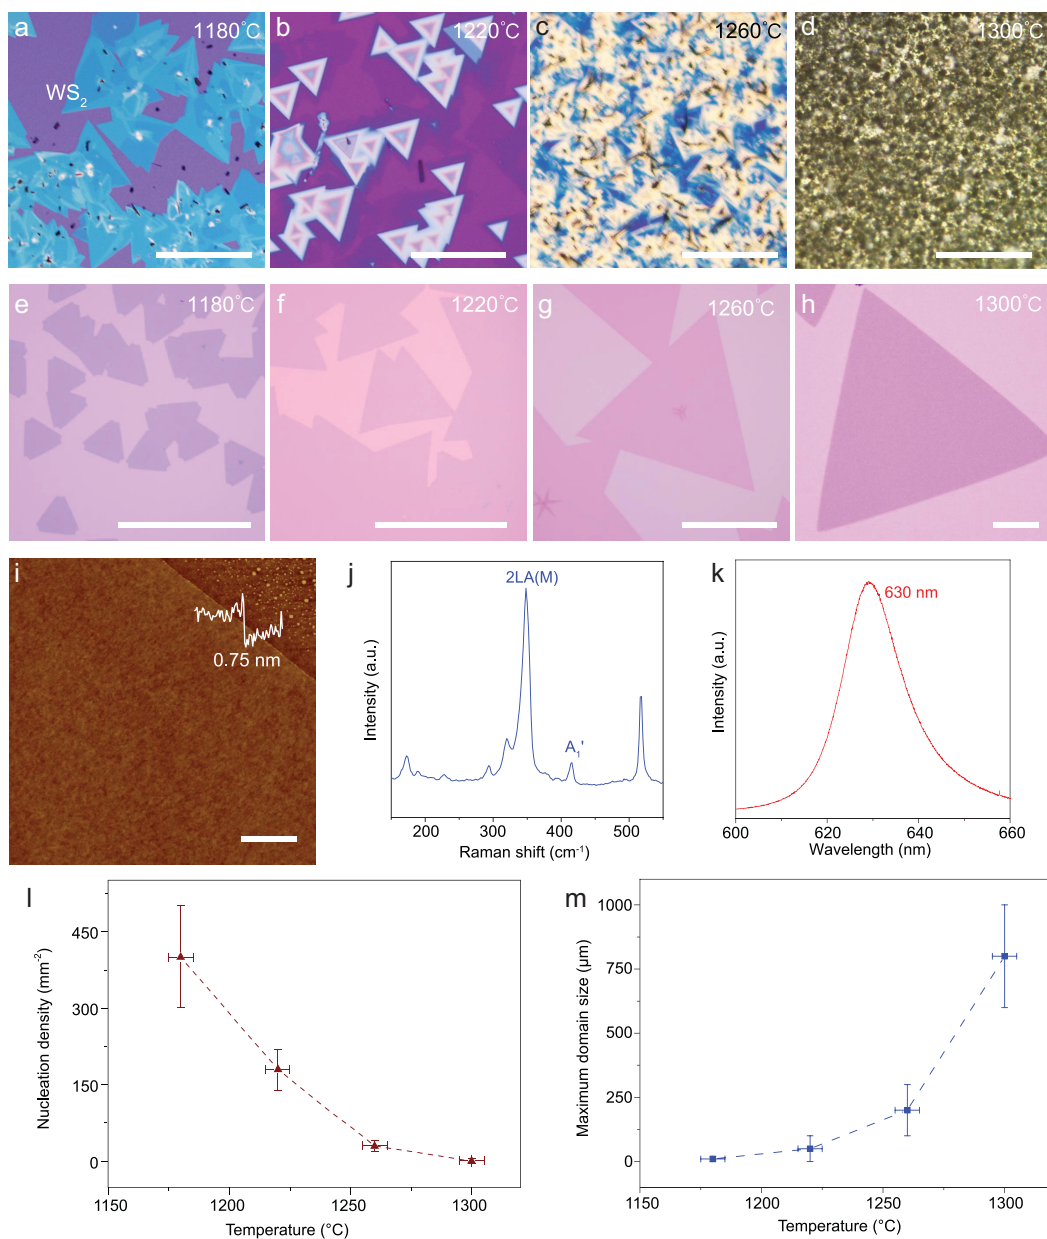 a
1180°C
WS2
b
1220°C
c
1260°C
d
1300°C
e
1180°C
f
1220°C
g
1260°C
h
1300°C
i
0.75 nm
j
2LA(M)
A1'
Intensity (a.u.)
200
300
400
500
Raman shift (cm-1)
k
630 nm
Intensity (a.u.)
600
620
640
660
Wavelength (nm)
l
Nucleation density (mm-2)
450
300
150
0
1150
1200
1250
1300
Temperature (°C)
m
Maximum domain size (µm)
1000
750
500
250
0
1150
1200
1250
1300
Temperature (°C)